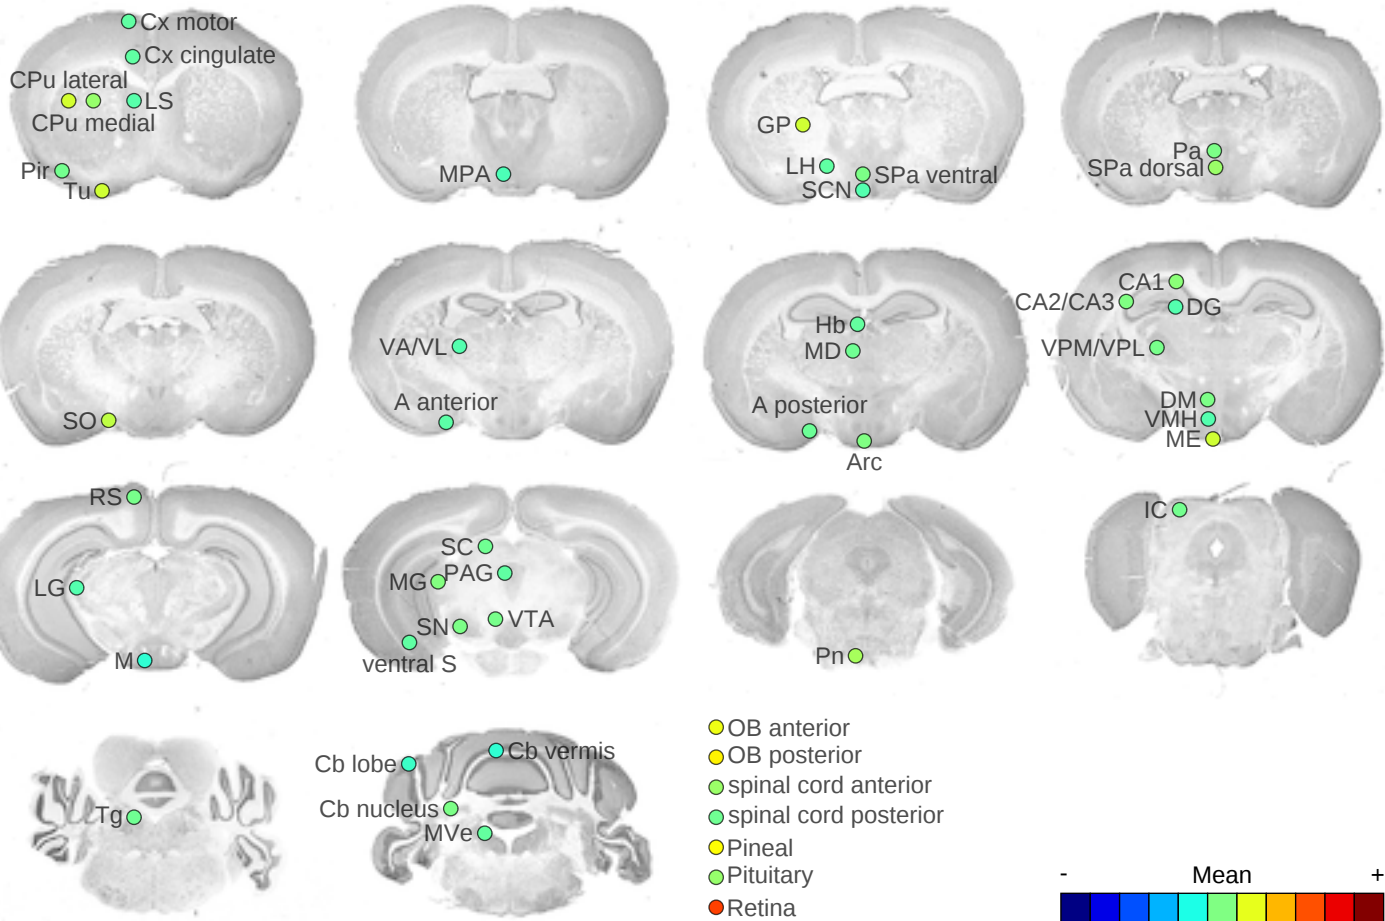 Cx motor
Cx cingulate
CPu lateral
LS
CPu medial
Pir
Tu
MPA
GP
LH
SPa ventral
SCN
Pa
SPa dorsal
SO
VA/VL
A anterior
Hb
MD
A posterior
Arc
CA1
CA2/CA3
DG
VPM/VPL
DM
VMH
ME
RS
LG
M
SC
MG
PAG
SN
VTA
ventral S
Pn
IC
Tg
Cb lobe
Cb vermis
Cb nucleus
MVe
OB anterior
OB posterior
spinal cord anterior
spinal cord posterior
Pineal
Pituitary
Retina
- Mean +